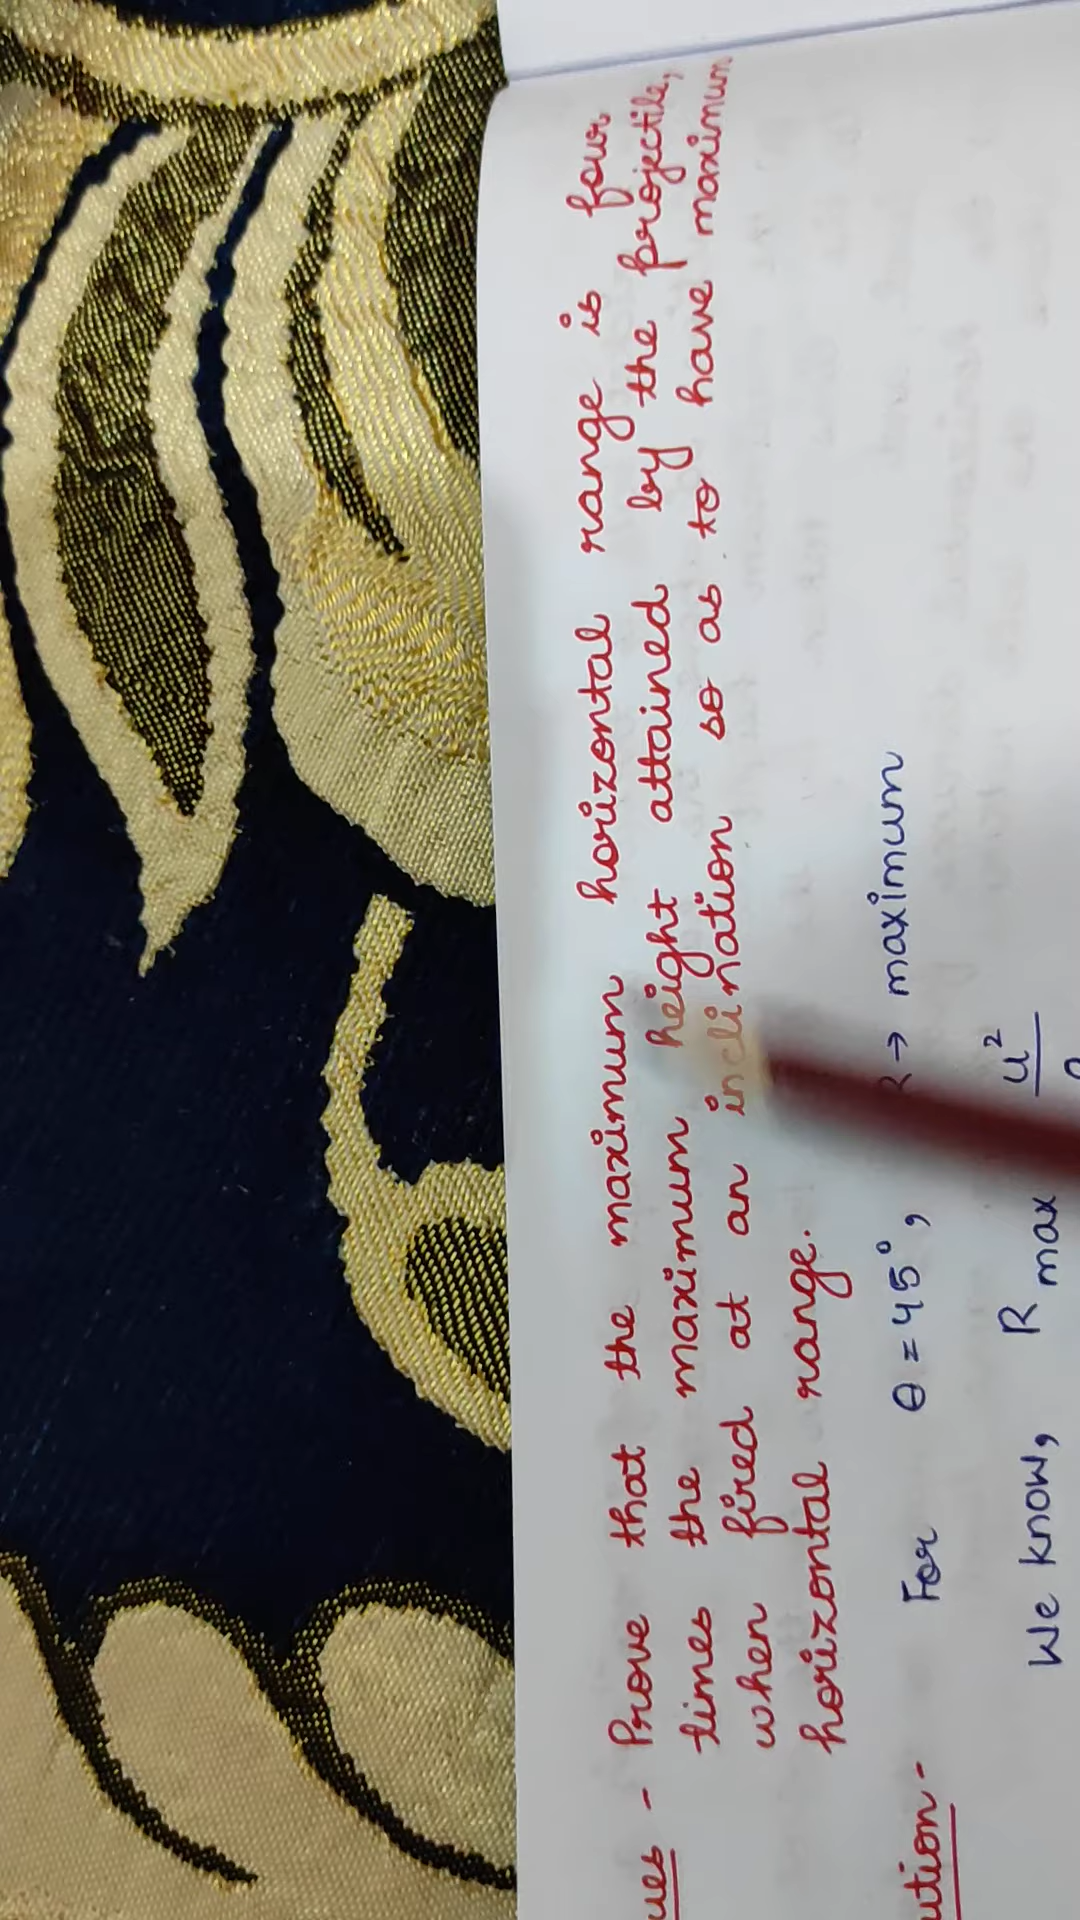 ues - Prove that the maximum horizontal range is four
times the maximum height attained by the projectile,
when fired at an inclination so as to have maximum
horizontal range.
ution - For θ = 45°, R → maximum
We know, R max u²